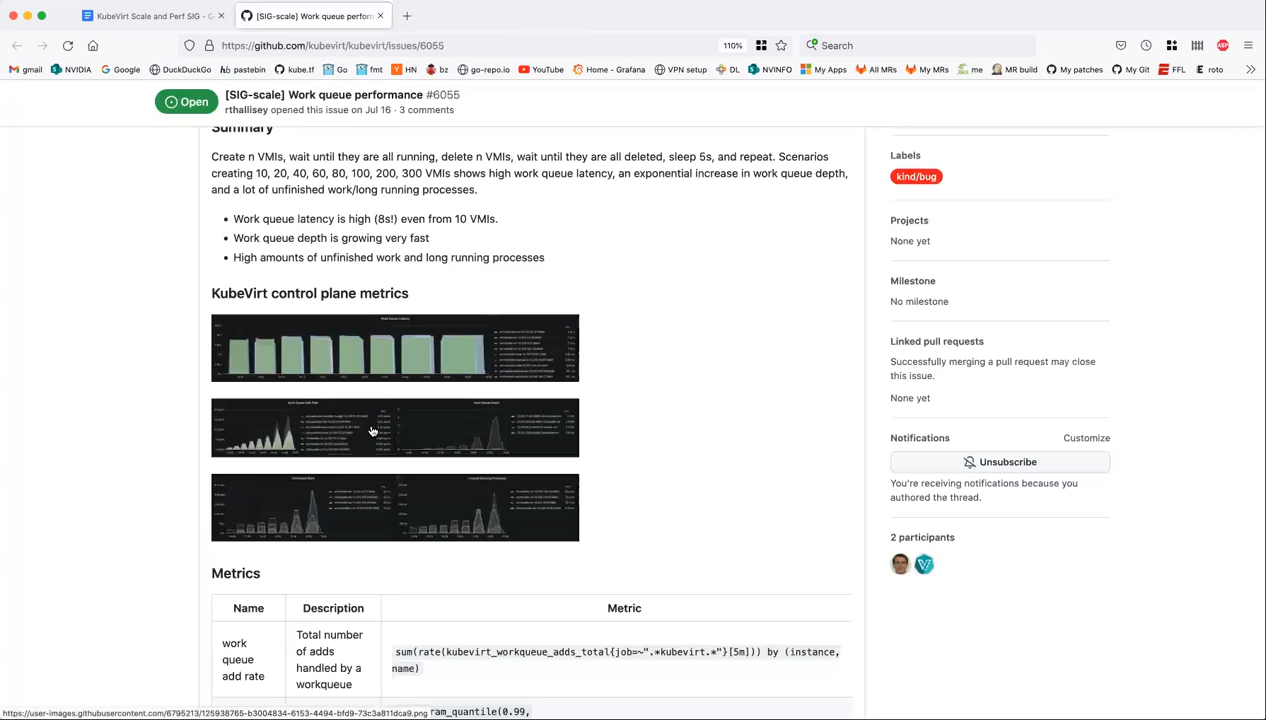 KubeVirt Scale and Perf SIG - G
[SIG-scale] Work queue perform
https://github.com/kubevirt/kubevirt/issues/6055
110%
Search
gmail
NVIDIA
Google
DuckDuckGo
pastebin
kube.tf
Go
fmt
HN
bz
go-repo.io
YouTube
Home - Grafana
VPN setup
DL
NVINFO
My Apps
All MRs
My MRs
me
MR build
My patches
My Git
FFL
roto
Open
[SIG-scale] Work queue performance #6055
rthallisey opened this issue on Jul 16 · 3 comments
Summary
Create n VMIs, wait until they are all running, delete n VMIs, wait until they are all deleted, sleep 5s, and repeat. Scenarios
creating 10, 20, 40, 60, 80, 100, 200, 300 VMIs shows high work queue latency, an exponential increase in work queue depth,
and a lot of unfinished work/long running processes.
• Work queue latency is high (8s!) even from 10 VMIs.
• Work queue depth is growing very fast
• High amounts of unfinished work and long running processes
KubeVirt control plane metrics
Work Queue Latency
Work Queue Add Rate
Work Queue Depth
Unfinished Work
Metrics
Name
Description
Metric
work
queue
add rate
Total number
of adds
handled by a
workqueue
sum(rate(kubevirt_workqueue_adds_total{job=~".*kubevirt.*"}[5m])) by (instance,
name)
ram_quantile(0.99,
Labels
kind/bug
Projects
None yet
Milestone
No milestone
Linked pull requests
Successfully merging a pull request may close
this issue.
None yet
Notifications
Customize
Unsubscribe
You're receiving notifications because you
authored the thread.
2 participants
https://user-images.githubusercontent.com/6795213/125938765-b3004834-6153-4494-bfd9-73c3a811dca9.png